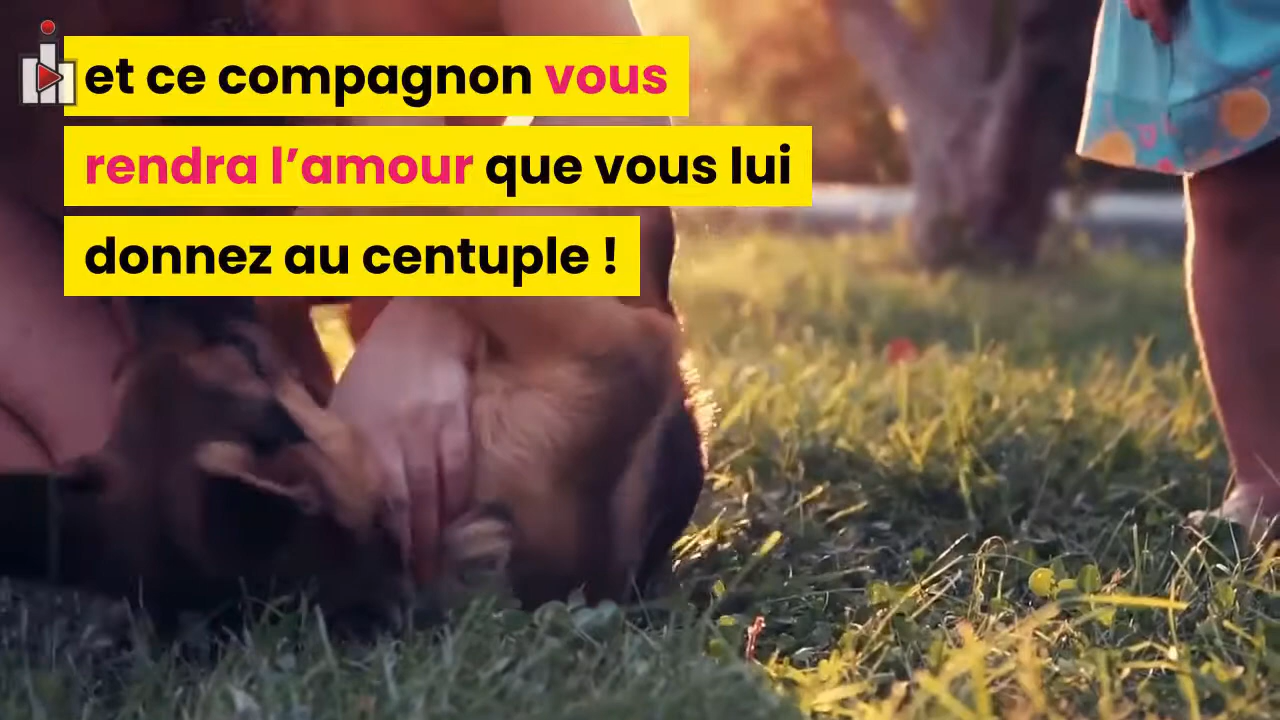 et ce compagnon vous
rendra l’amour que vous lui
donnez au centuple !